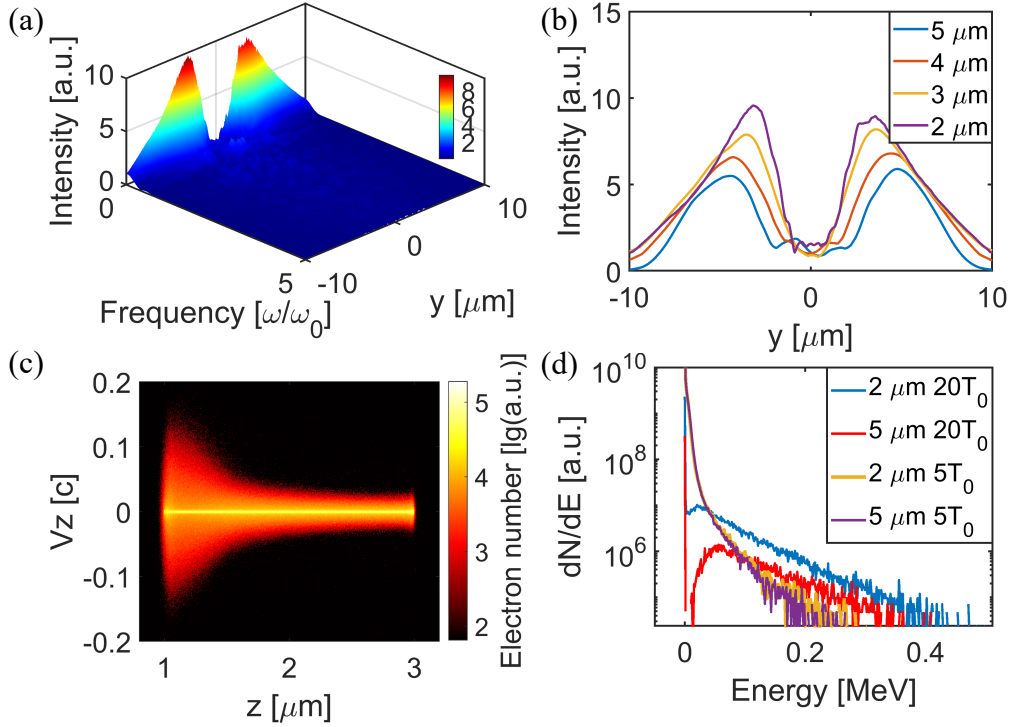 (a)
Intensity [a.u.]
10
5
0
0
5
Frequency [ω/ω0]
-10
0
10
y [μm]
8
6
4
2
(b)
Intensity [a.u.]
15
10
5
0
-10
0
10
y [μm]
5 μm
4 μm
3 μm
2 μm
(c)
Vz [c]
0.2
0.1
0
-0.1
-0.2
1
2
3
z [μm]
Electron number [lg(a.u.)]
5
4
3
2
(d)
dN/dE [a.u.]
10^10
10^8
10^6
0
0.2
0.4
Energy [MeV]
2 μm 20T0
5 μm 20T0
2 μm 5T0
5 μm 5T0